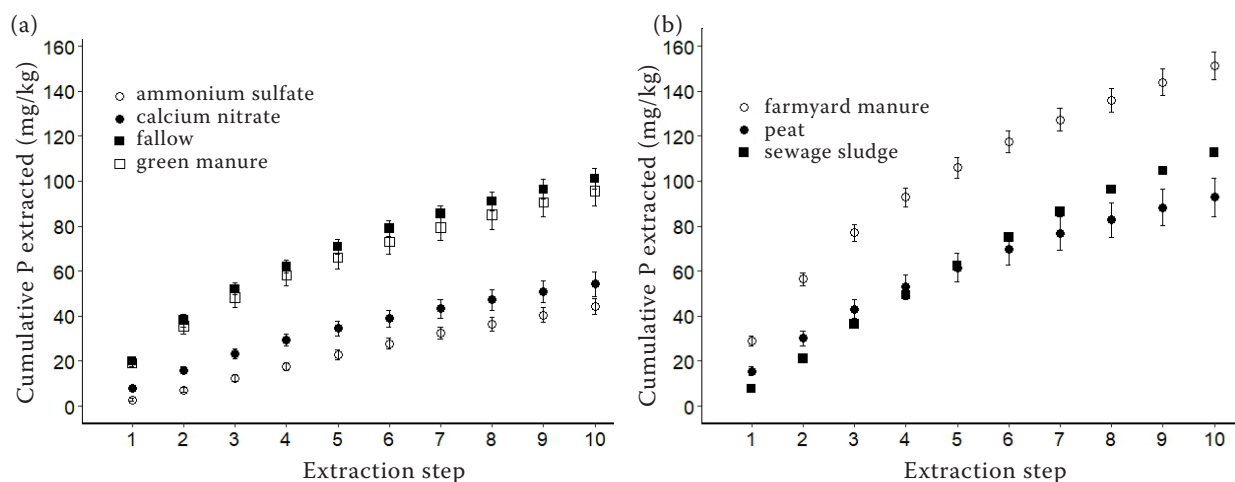 (a)
Cumulative P extracted (mg/kg)
160
140
120
100
80
60
40
20
0
ammonium sulfate
calcium nitrate
fallow
green manure
1 2 3 4 5 6 7 8 9 10
Extraction step
(b)
Cumulative P extracted (mg/kg)
160
140
120
100
80
60
40
20
0
farmyard manure
peat
sewage sludge
1 2 3 4 5 6 7 8 9 10
Extraction step